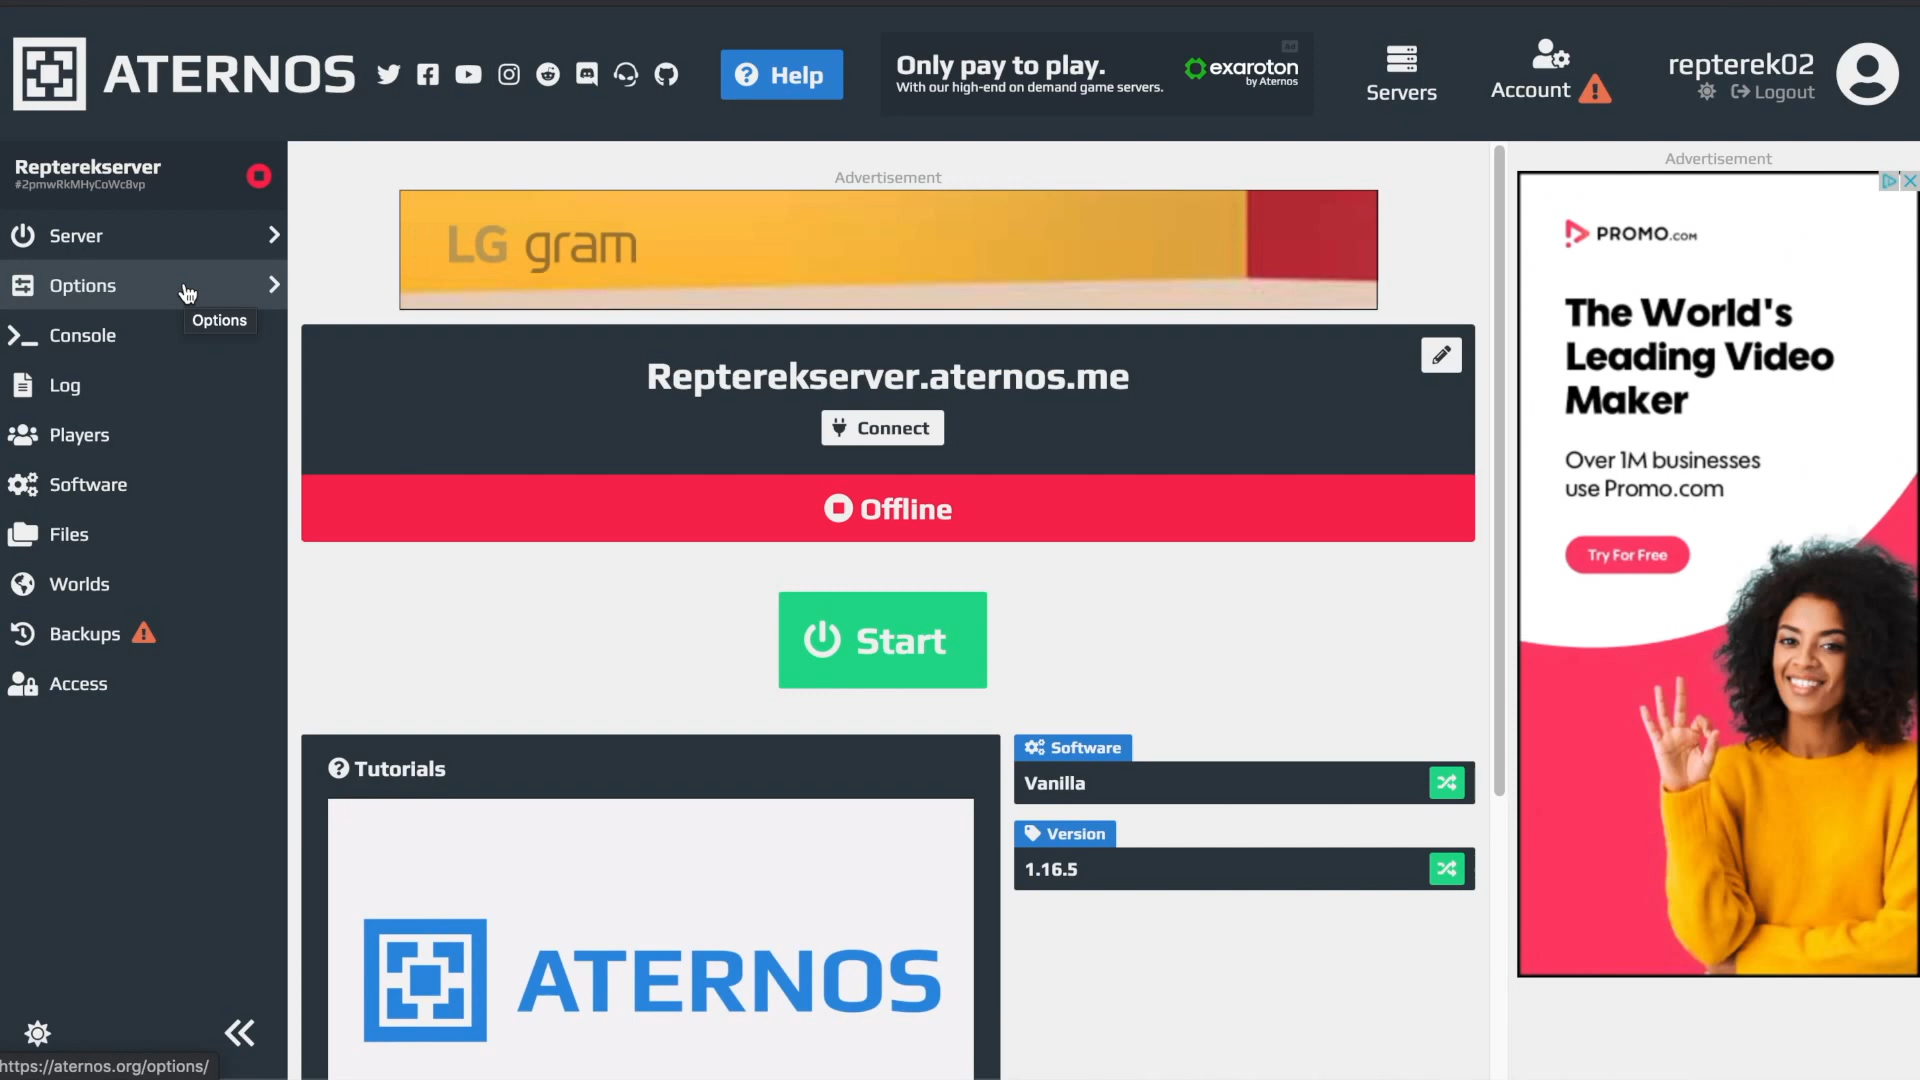 ATERNOS
Help
Only pay to play.
With our high-end on demand game servers.
exaroton
by Aternos
Ad
Servers
Account
repterek02
Logout
Repterekserver
#2pmwRkMHyCoWc8vp
Server
Options
Options
Console
Log
Players
Software
Files
Worlds
Backups
Access
https://aternos.org/options/
Advertisement
LG gram
Repterekserver.aternos.me
Connect
Offline
Start
Tutorials
ATERNOS
Software
Vanilla
Version
1.16.5
Advertisement
PROMO.com
The World's
Leading Video
Maker
Over 1M businesses
use Promo.com
Try For Free